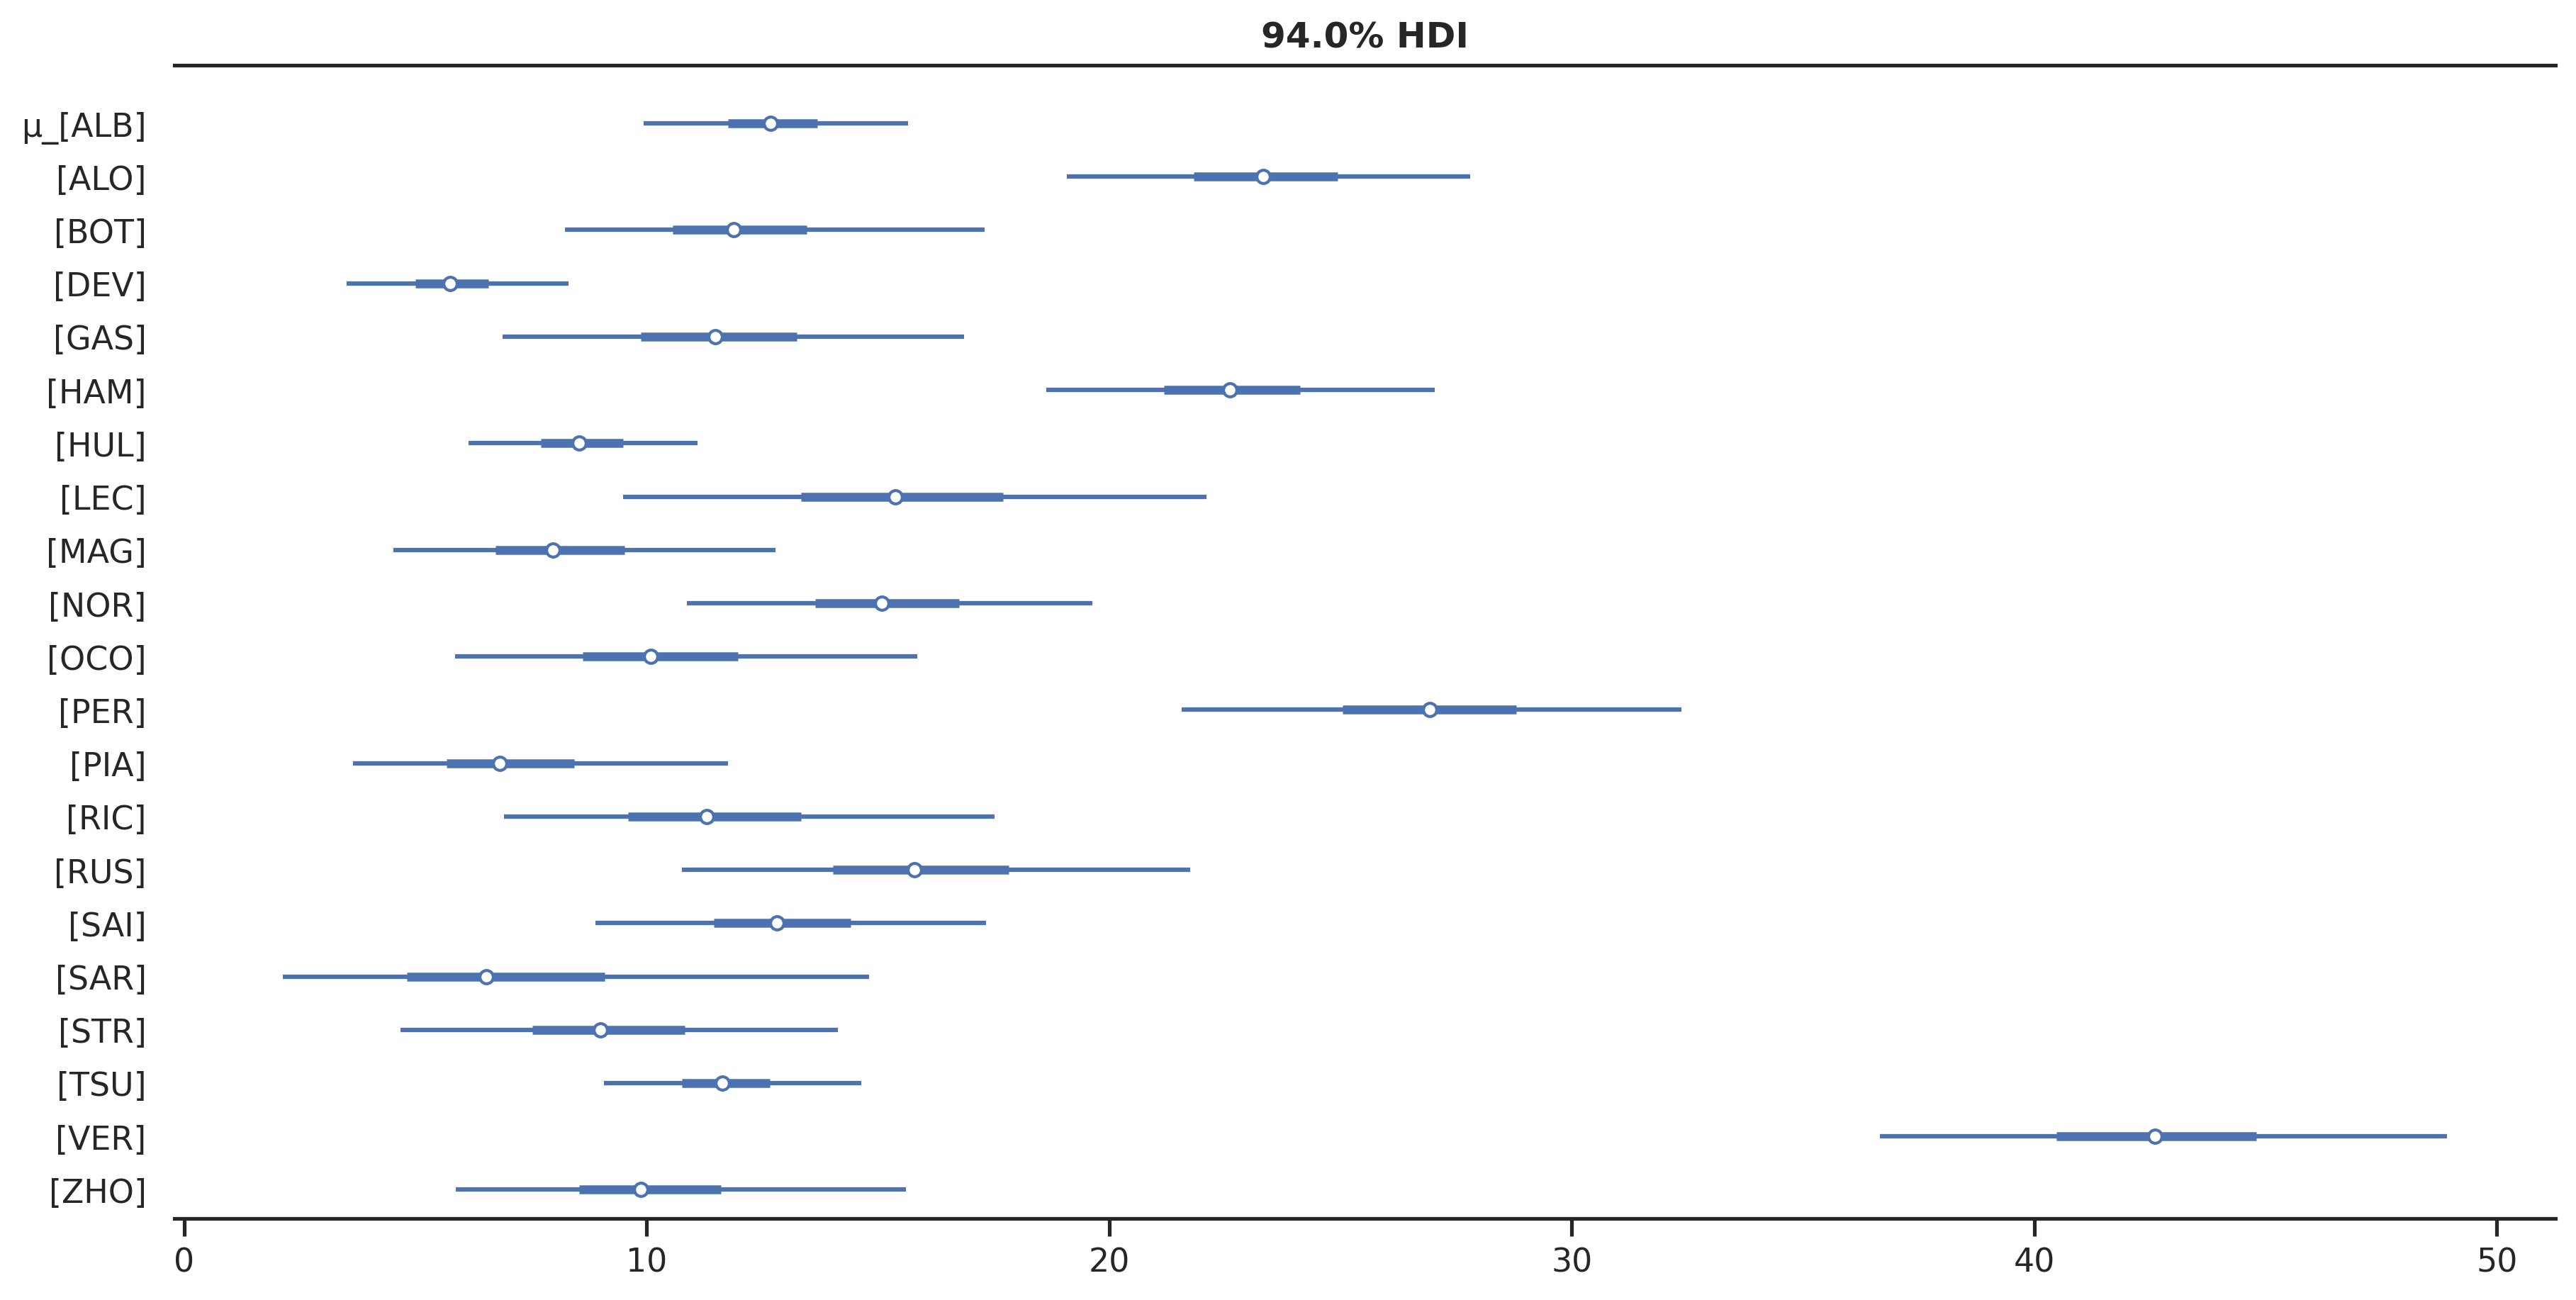 94.0% HDI
μ_[ALB]
[ALO]
[BOT]
[DEV]
[GAS]
[HAM]
[HUL]
[LEC]
[MAG]
[NOR]
[OCO]
[PER]
[PIA]
[RIC]
[RUS]
[SAI]
[SAR]
[STR]
[TSU]
[VER]
[ZHO]
0 10 20 30 40 50